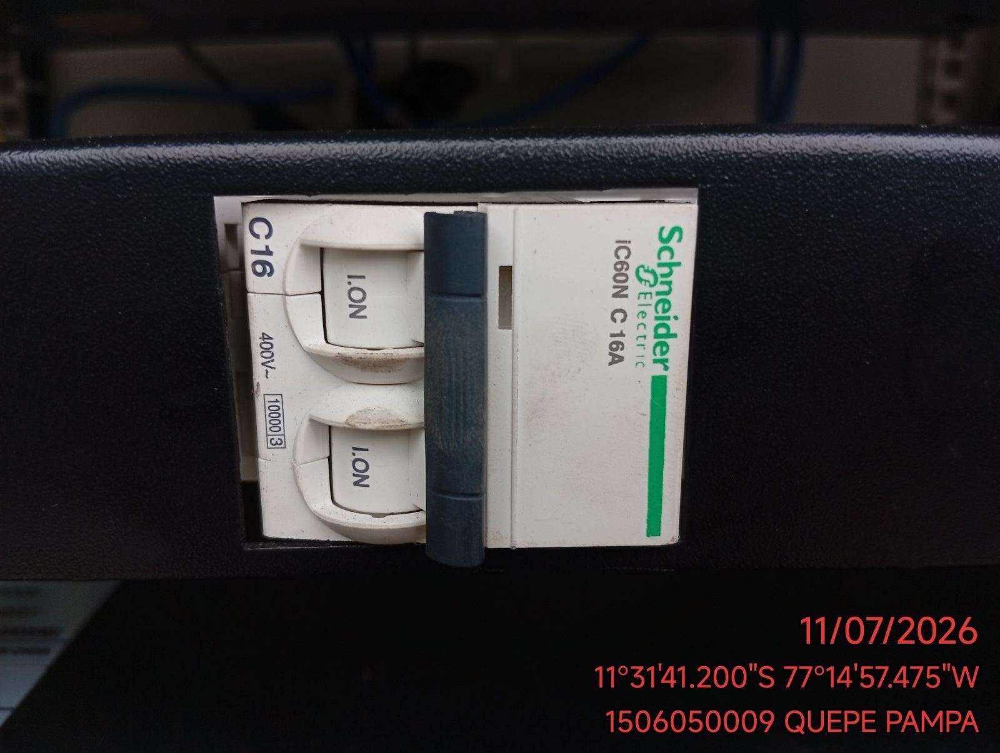 C16
400V~
10000 3
I.ON
I.ON
Schneider
Electric
iC60N C 16A
11/07/2026
11°31'41.200"S 77°14'57.475"W
1506050009 QUEPE PAMPA